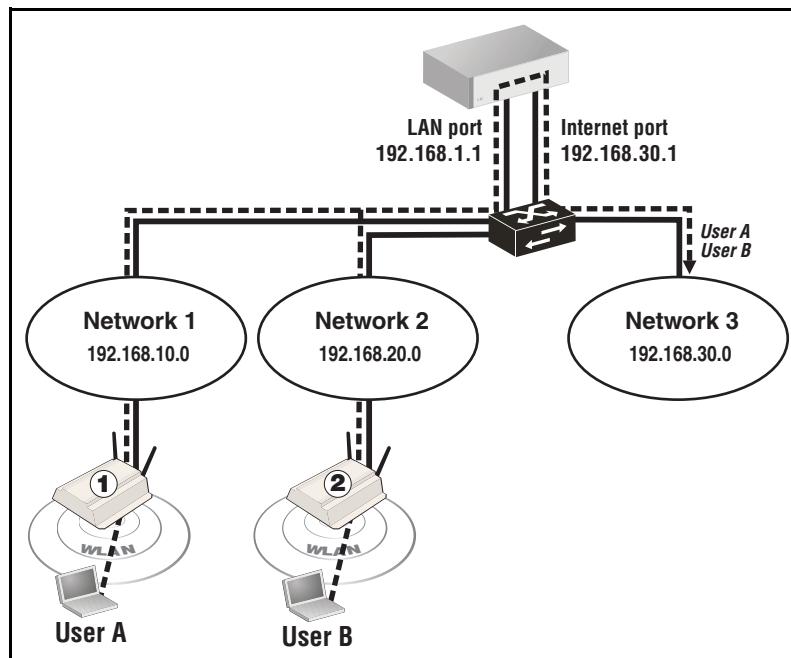 LAN port
192.168.1.1
Internet port
192.168.30.1
User A
User B
Network 1
192.168.10.0
Network 2
192.168.20.0
Network 3
192.168.30.0
1
2
WLAN
WLAN
User A
User B